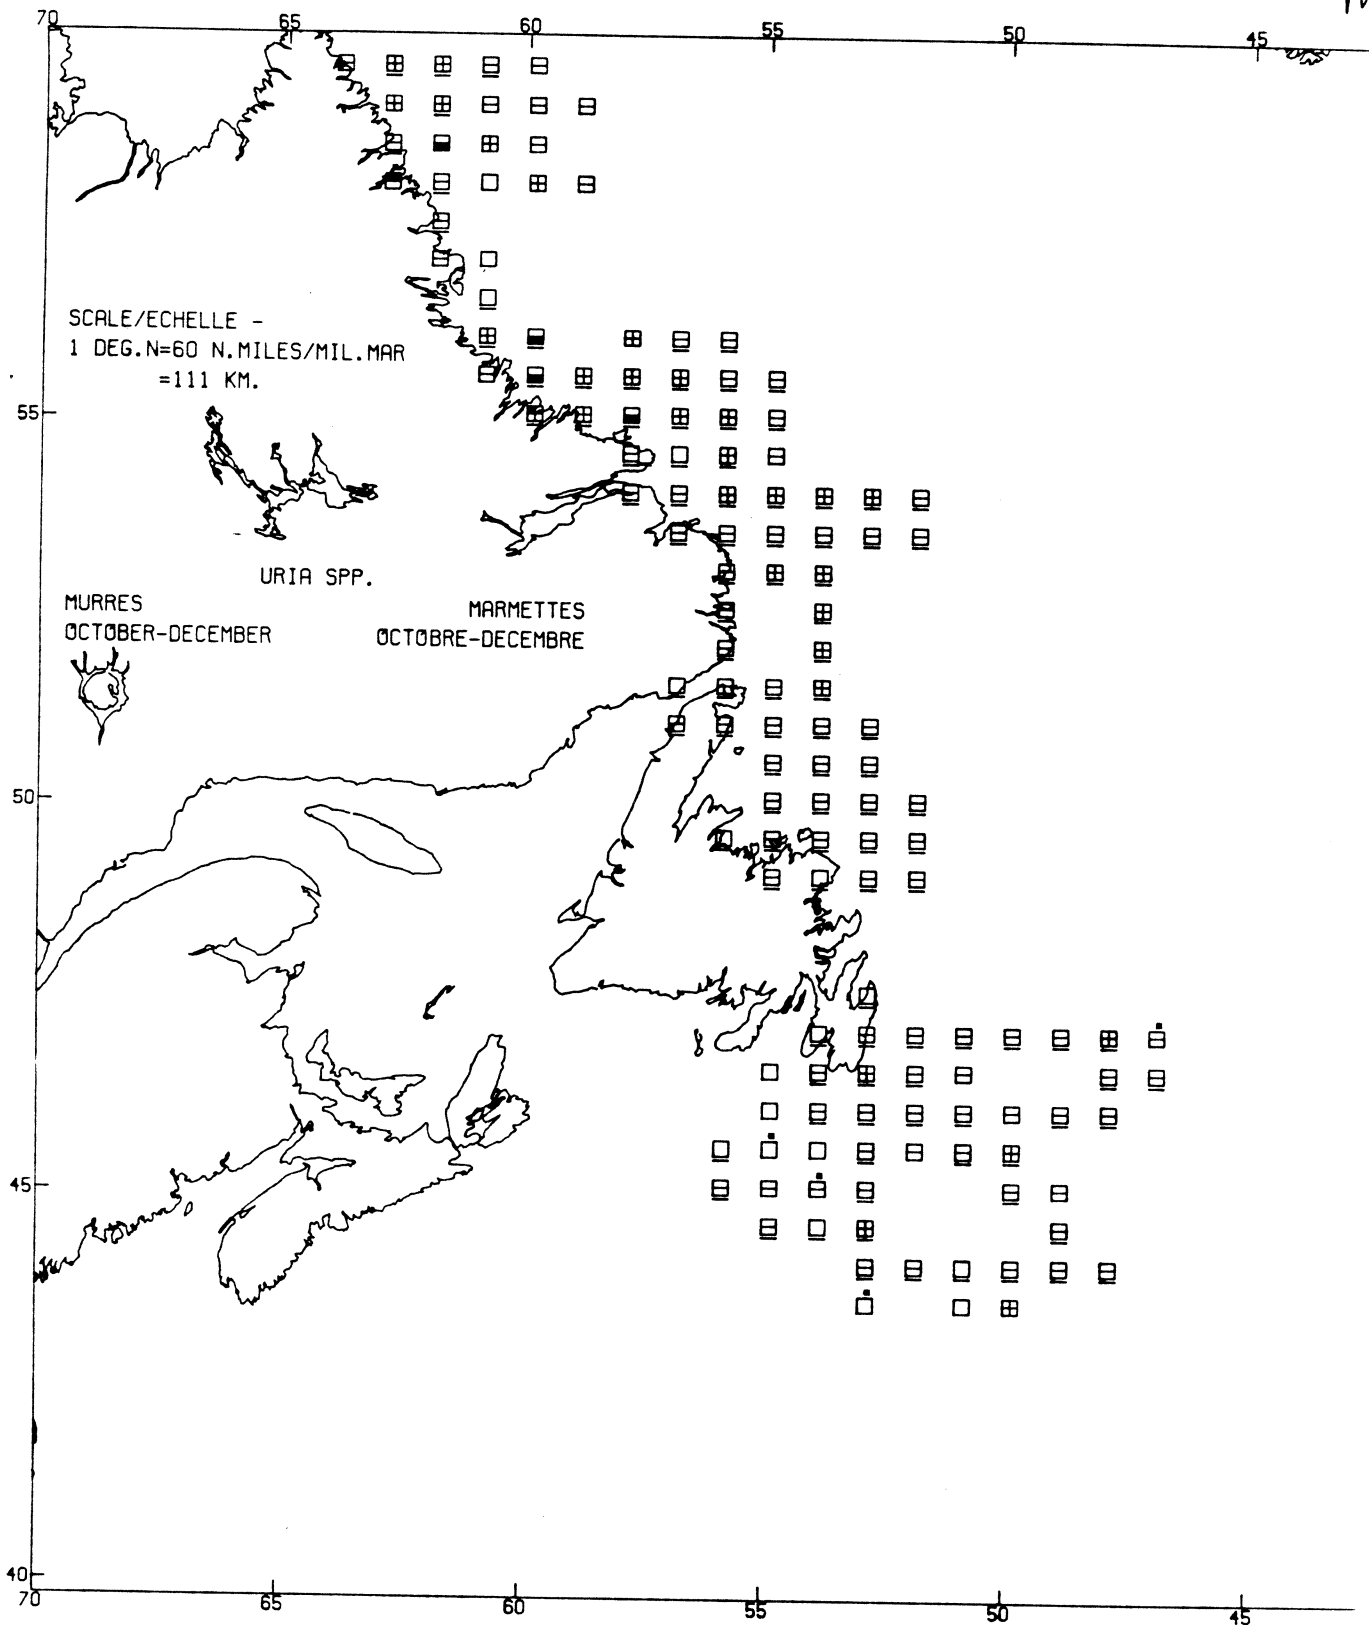 70
65
60
55
50
45
SCALE/ECHELLE -
1 DEG.N=60 N.MILES/MIL.MAR
=111 KM.
55
URIA SPP.
MURRES
OCTOBER-DECEMBER
MARMETTES
OCTOBRE-DECEMBRE
50
45
40
70
65
60
55
50
45